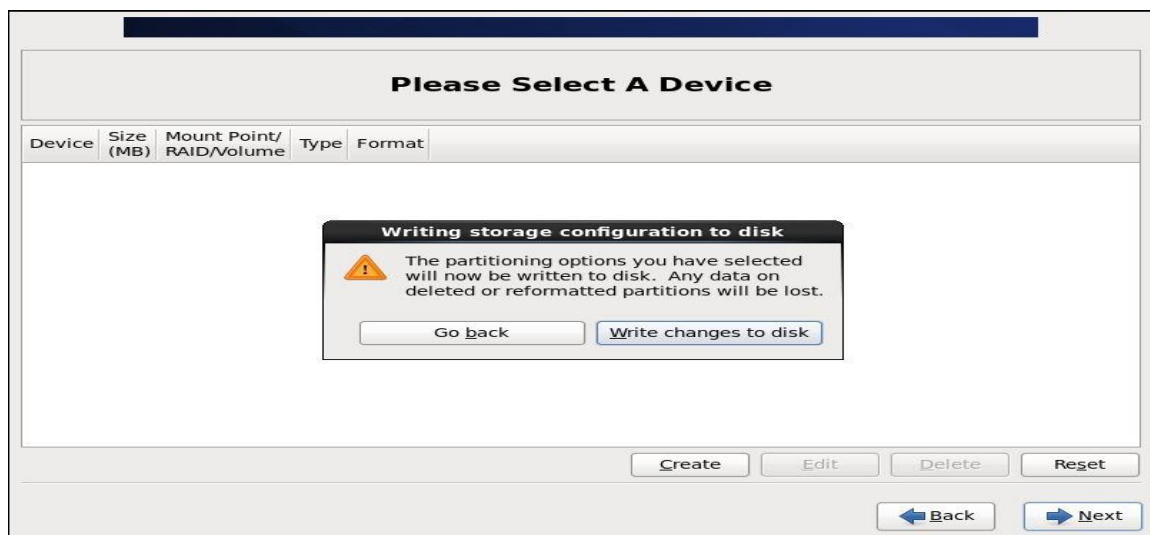 Please Select A Device
Device
Size
(MB)
Mount Point/
RAID/Volume
Type
Format
Writing storage configuration to disk
The partitioning options you have selected
will now be written to disk.  Any data on
deleted or reformatted partitions will be lost.
Go back
Write changes to disk
Create
Edit
Delete
Reset
Back
Next